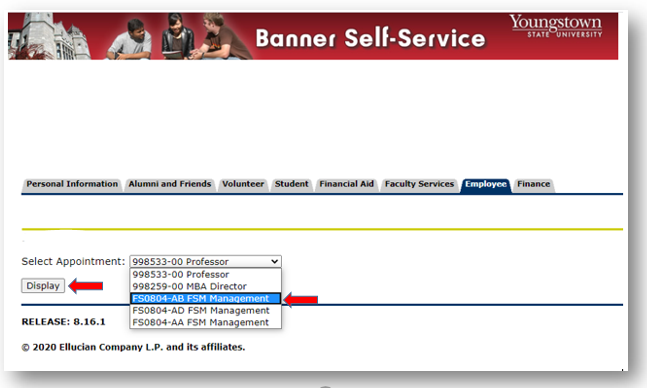 Banner Self-Service
Youngstown
STATE UNIVERSITY
Personal Information Alumni and Friends Volunteer Student Financial Aid Faculty Services Employee Finance
Select Appointment: 998533-00 Professor
998533-00 Professor
Display
998259-00 MBA Director
FS0804-AB FSM Management
FS0804-AD FSM Management
FS0804-AA FSM Management
RELEASE: 8.16.1
© 2020 Ellucian Company L.P. and its affiliates.